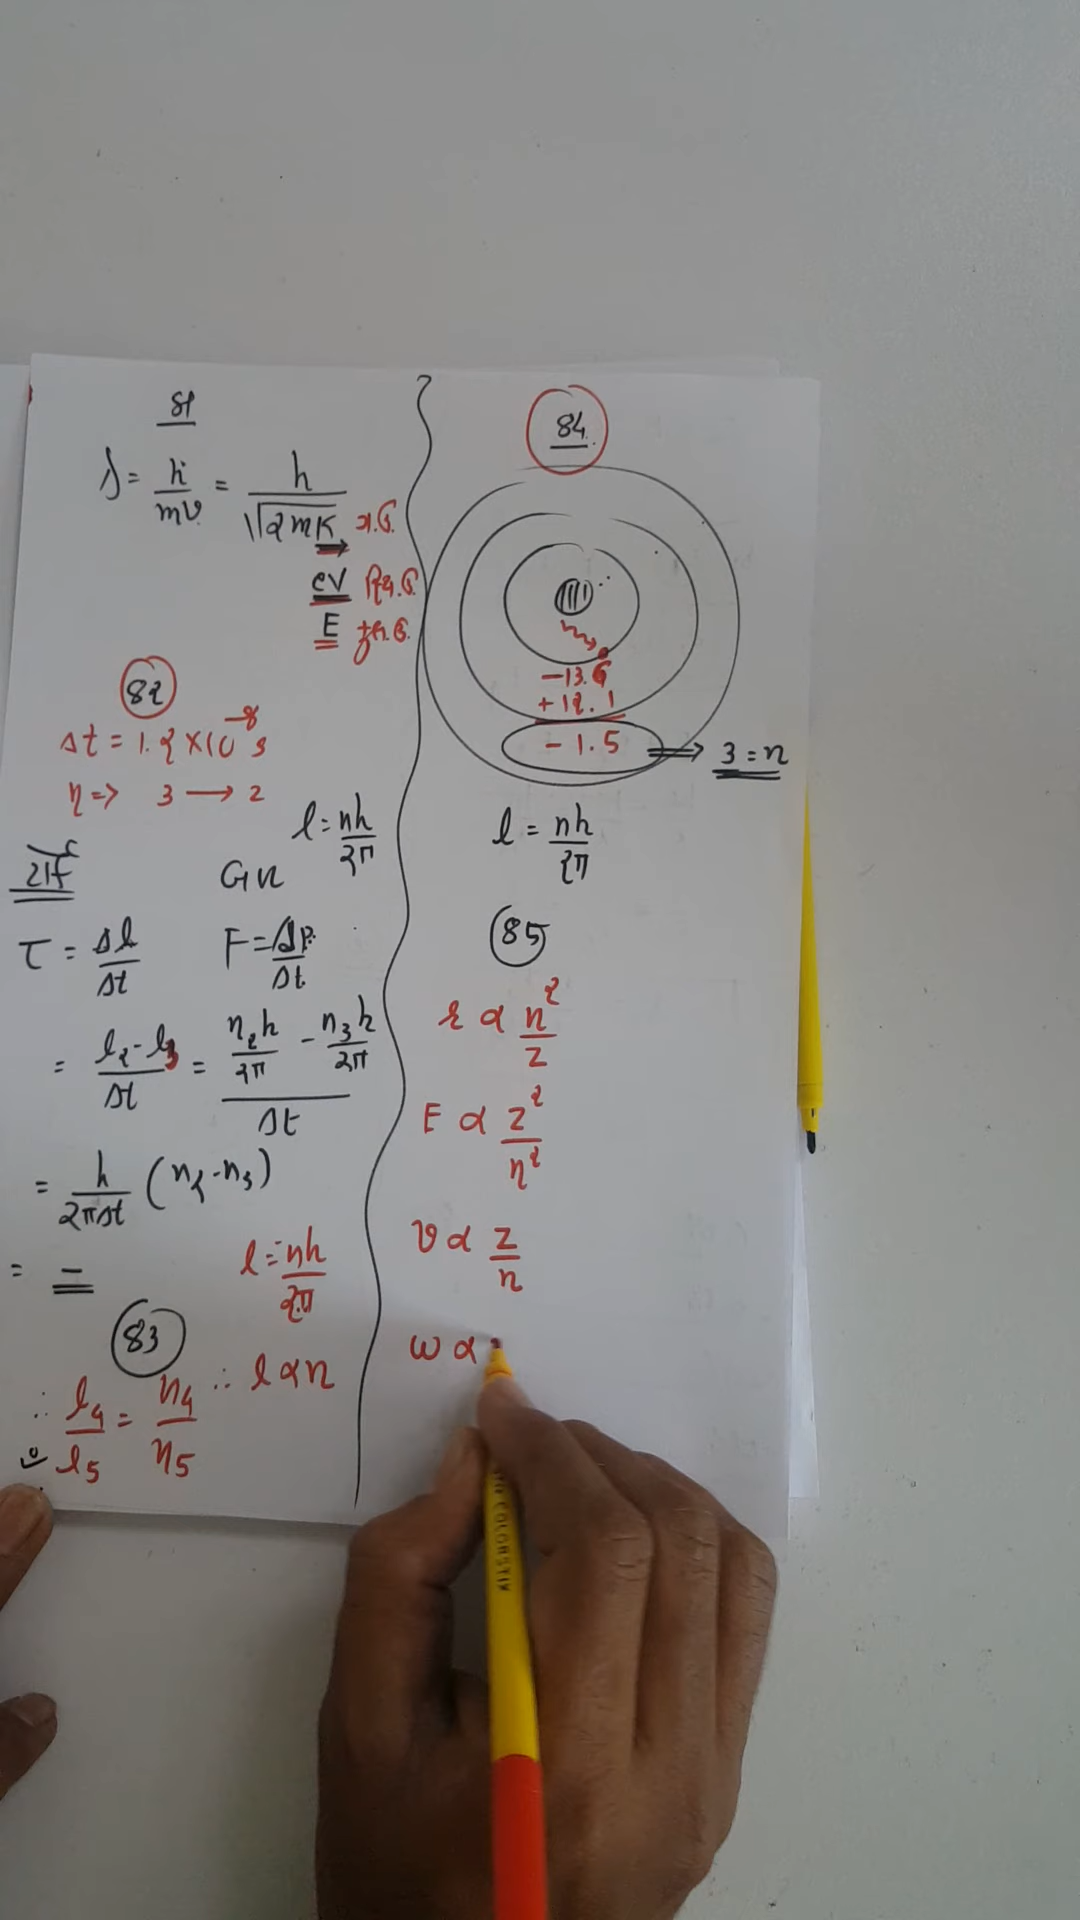 81
λ = h/mv = h/√2mK x.G.
eV
E
82
Δt = 1.2 × 10⁻⁸ s
n => 3 → 2
l = nh/2π
Gn
τ = Δl/Δt F = Δp/Δt
= l₂ - l₃/Δt = n₂h/2π - n₃h/2π/Δt
= h/2πΔt (n₂ - n₃)
= –
l = nh/2π
83
∴ l ∝ n
∴ l₄/l₅ = n₄/n₅
84
-13.6
+12.1
-1.5 ⟹ 3 = n
l = nh/2π
85
r ∝ n²/z
E ∝ z²/n²
v ∝ z/n
ω ∝
COLORSTIX